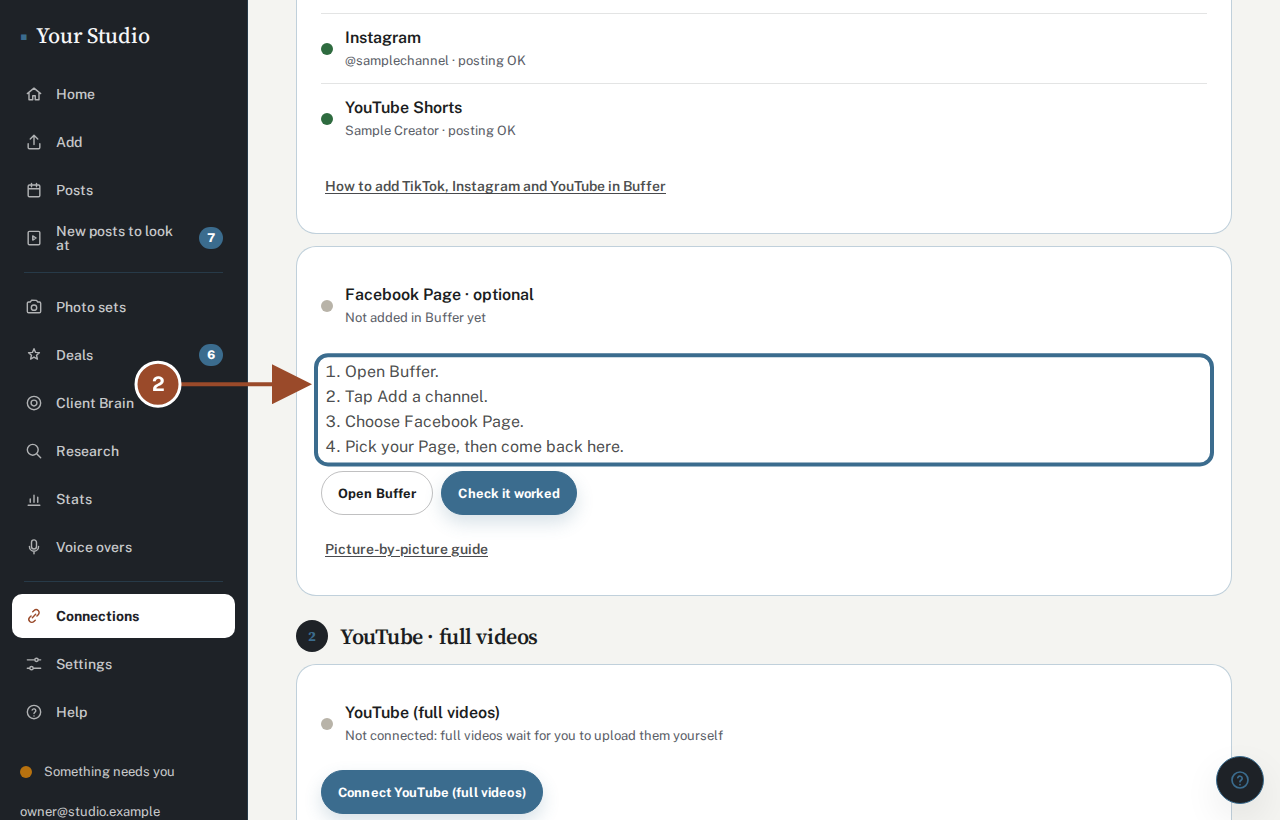 Your Studio
Home
Add
Posts
New posts to look
at
7
Photo sets
Deals
6
Client Brain
Research
Stats
Voice overs
Connections
Settings
Help
Something needs you
owner@studio.example
Instagram
@samplechannel · posting OK
YouTube Shorts
Sample Creator · posting OK
How to add TikTok, Instagram and YouTube in Buffer
Facebook Page · optional
Not added in Buffer yet
2
1. Open Buffer.
2. Tap Add a channel.
3. Choose Facebook Page.
4. Pick your Page, then come back here.
Open Buffer
Check it worked
Picture-by-picture guide
2
YouTube · full videos
YouTube (full videos)
Not connected: full videos wait for you to upload them yourself
Connect YouTube (full videos)